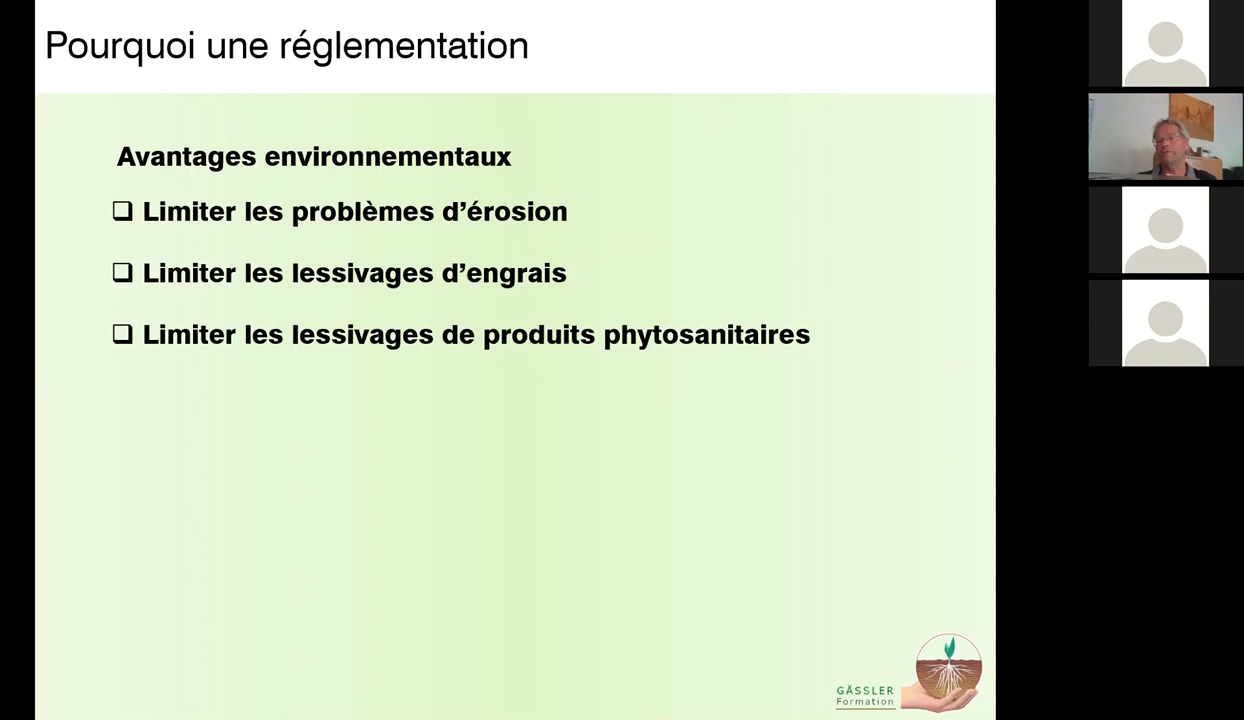 Pourquoi une réglementation
Avantages environnementaux
❑ Limiter les problèmes d’érosion
❑ Limiter les lessivages d’engrais
❑ Limiter les lessivages de produits phytosanitaires
GÄSSLER
Formation